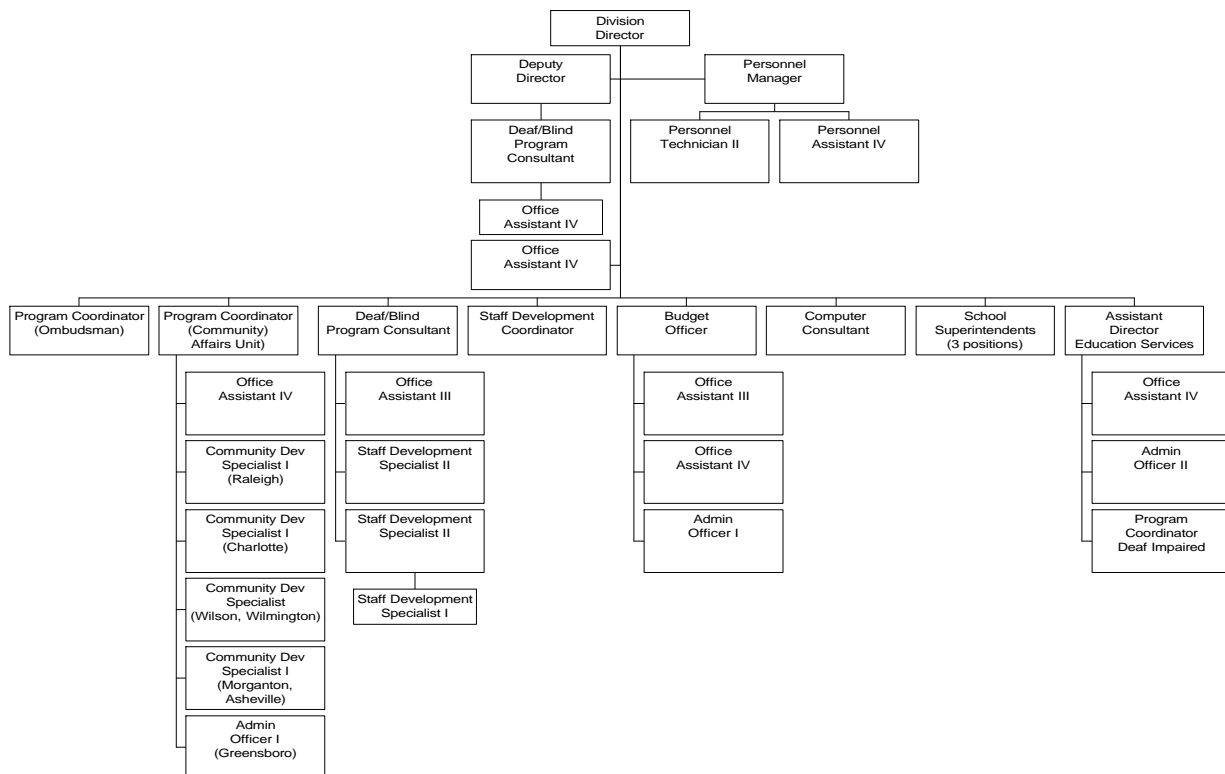 Division
Director
Deputy
Director
Personnel
Manager
Deaf/Blind
Program
Consultant
Personnel
Technician II
Personnel
Assistant IV
Office
Assistant IV
Office
Assistant IV
Program Coordinator
(Ombudsman)
Program Coordinator
(Community)
Affairs Unit)
Deaf/Blind
Program Consultant
Staff Development
Coordinator
Budget
Officer
Computer
Consultant
School
Superintendents
(3 positions)
Assistant
Director
Education Services
Office
Assistant IV
Community Dev
Specialist I
(Raleigh)
Community Dev
Specialist I
(Charlotte)
Community Dev
Specialist
(Wilson, Wilmington)
Community Dev
Specialist I
(Morganton,
Asheville)
Admin
Officer I
(Greensboro)
Office
Assistant III
Staff Development
Specialist II
Staff Development
Specialist II
Staff Development
Specialist I
Office
Assistant III
Office
Assistant IV
Admin
Officer I
Office
Assistant IV
Admin
Officer II
Program
Coordinator
Deaf Impaired